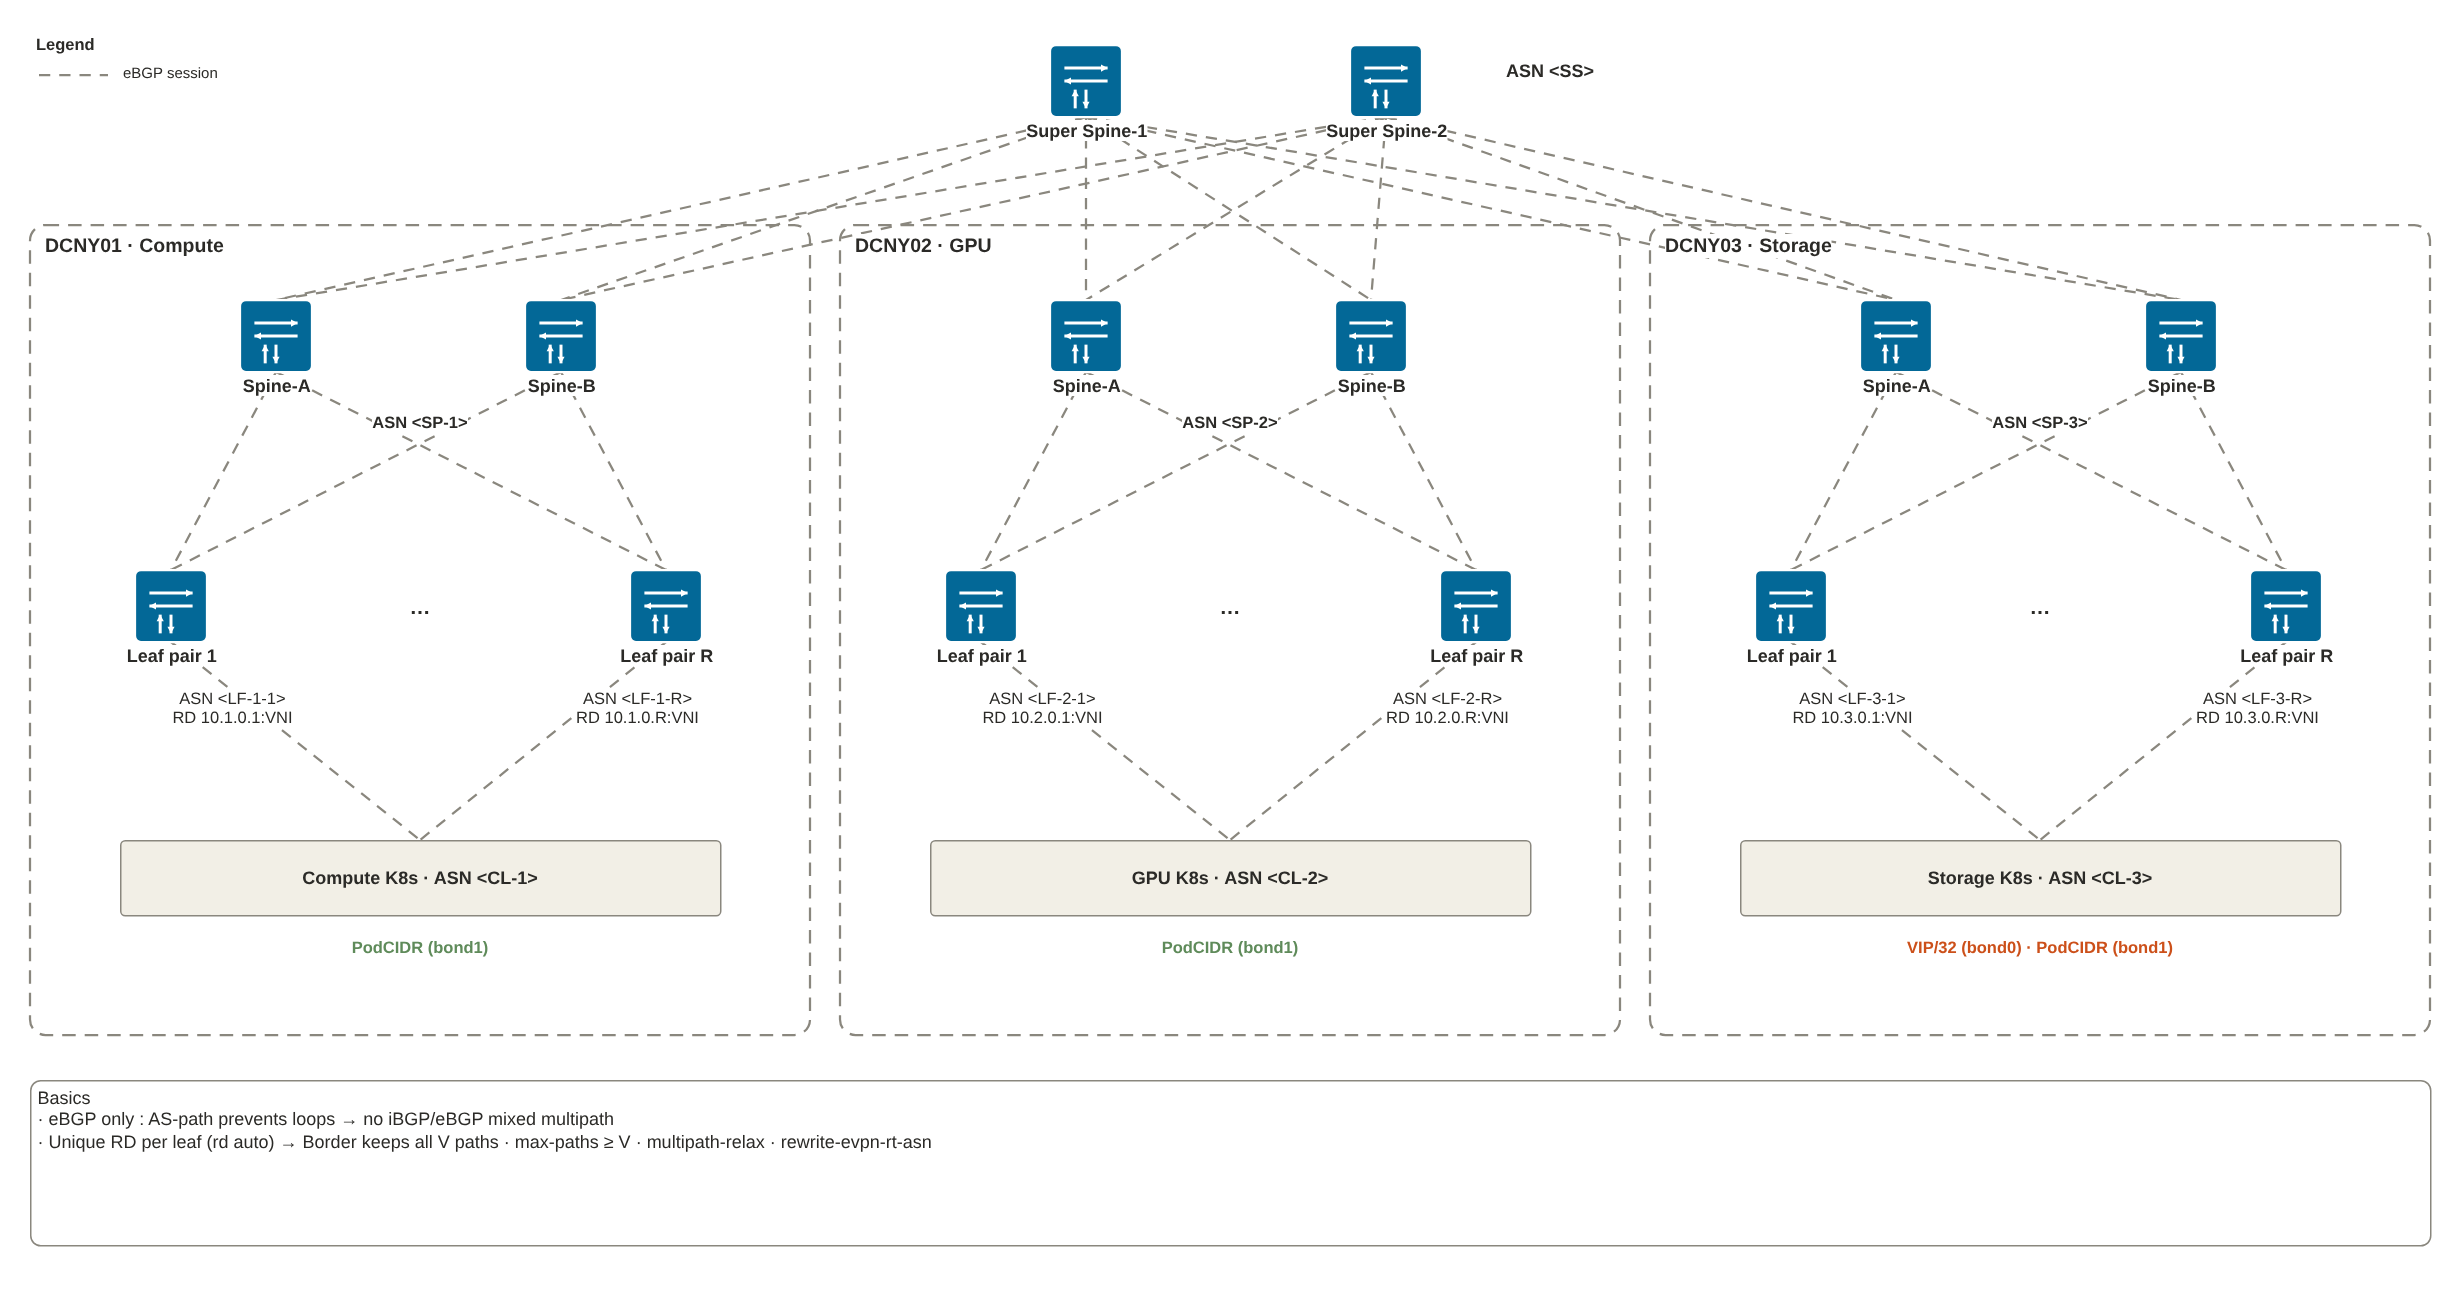 Legend
eBGP session
ASN <SS>
Super Spine-1
Super Spine-2
DCNY01 · Compute
DCNY02 · GPU
DCNY03 · Storage
Spine-A
Spine-B
Spine-A
Spine-B
Spine-A
Spine-B
ASN <SP-1>
ASN <SP-2>
ASN <SP-3>
...
...
...
Leaf pair 1
Leaf pair R
Leaf pair 1
Leaf pair R
Leaf pair 1
Leaf pair R
ASN <LF-1-1>
RD 10.1.0.1:VNI
ASN <LF-1-R>
RD 10.1.0.R:VNI
ASN <LF-2-1>
RD 10.2.0.1:VNI
ASN <LF-2-R>
RD 10.2.0.R:VNI
ASN <LF-3-1>
RD 10.3.0.1:VNI
ASN <LF-3-R>
RD 10.3.0.R:VNI
Compute K8s · ASN <CL-1>
GPU K8s · ASN <CL-2>
Storage K8s · ASN <CL-3>
PodCIDR (bond1)
PodCIDR (bond1)
VIP/32 (bond0) · PodCIDR (bond1)
Basics
· eBGP only : AS-path prevents loops → no iBGP/eBGP mixed multipath
· Unique RD per leaf (rd auto) → Border keeps all V paths · max-paths ≥ V · multipath-relax · rewrite-evpn-rt-asn